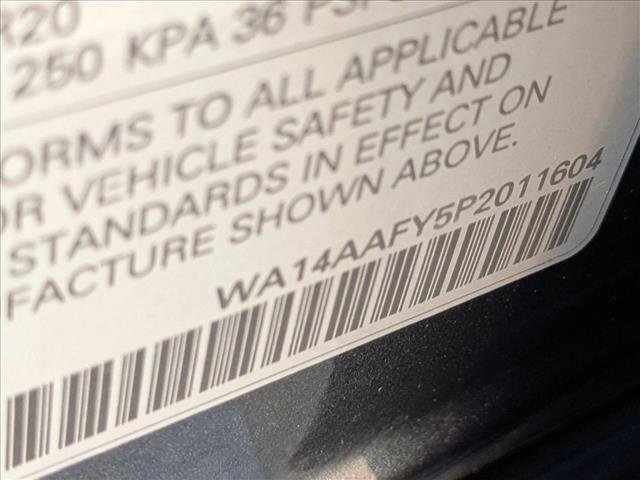 R20
250 KPA 36 PSI
ORMS TO ALL APPLICABLE
OR VEHICLE SAFETY AND
STANDARDS IN EFFECT ON
FACTURE SHOWN ABOVE.
WA14AAFY5P2011604